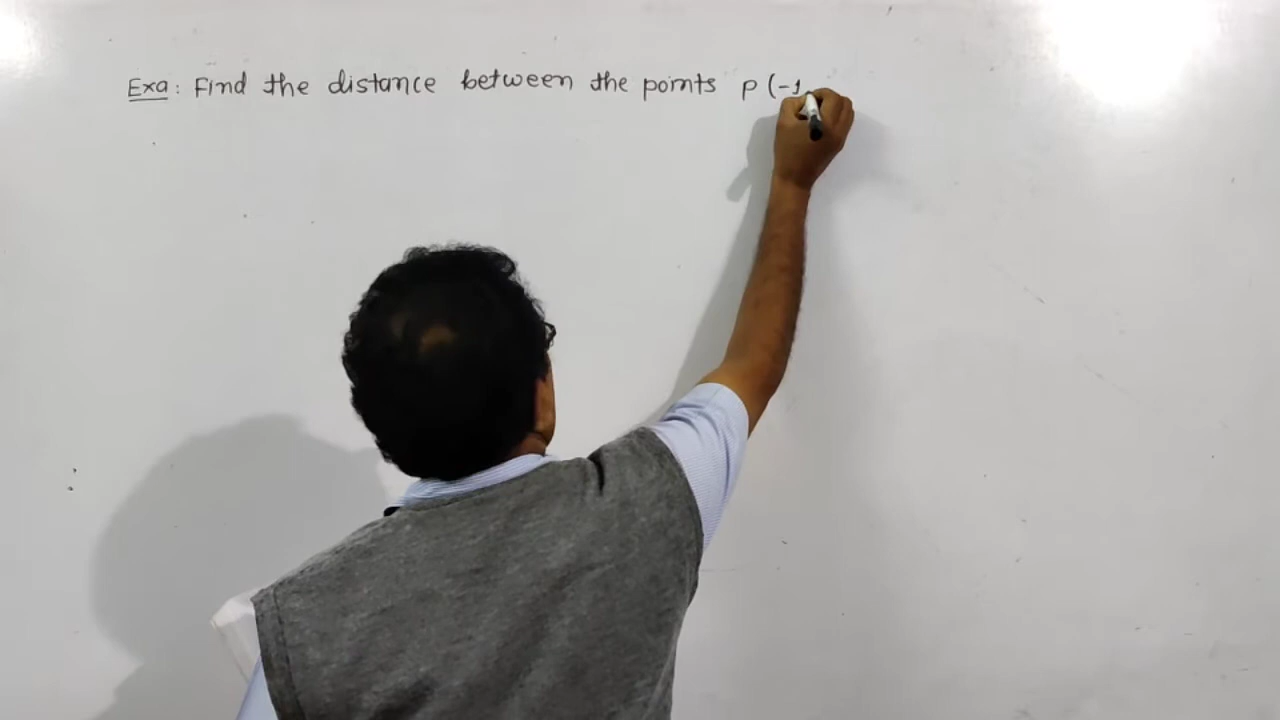 Exa: Find the distance between the points P (-1,